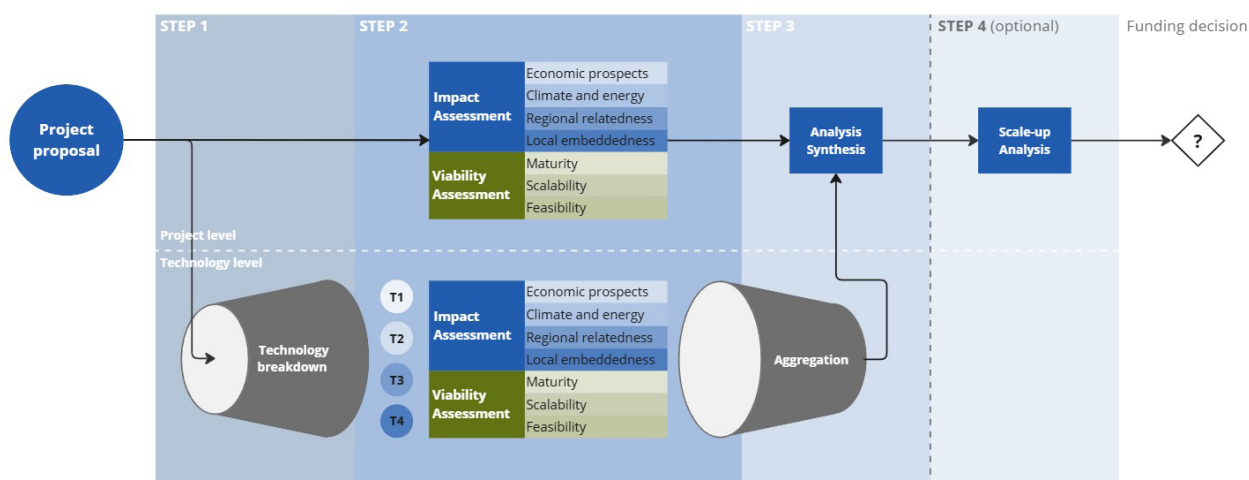 STEP 1
STEP 2
STEP 3
STEP 4 (optional)
Funding decision
Project
proposal
Impact
Assessment
Economic prospects
Climate and energy
Regional relatedness
Local embeddedness
Viability
Assessment
Maturity
Scalability
Feasibility
Analysis
Synthesis
Scale-up
Analysis
?
Project level
Technology level
Technology
breakdown
T1
T2
T3
T4
Impact
Assessment
Economic prospects
Climate and energy
Regional relatedness
Local embeddedness
Viability
Assessment
Maturity
Scalability
Feasibility
Aggregation